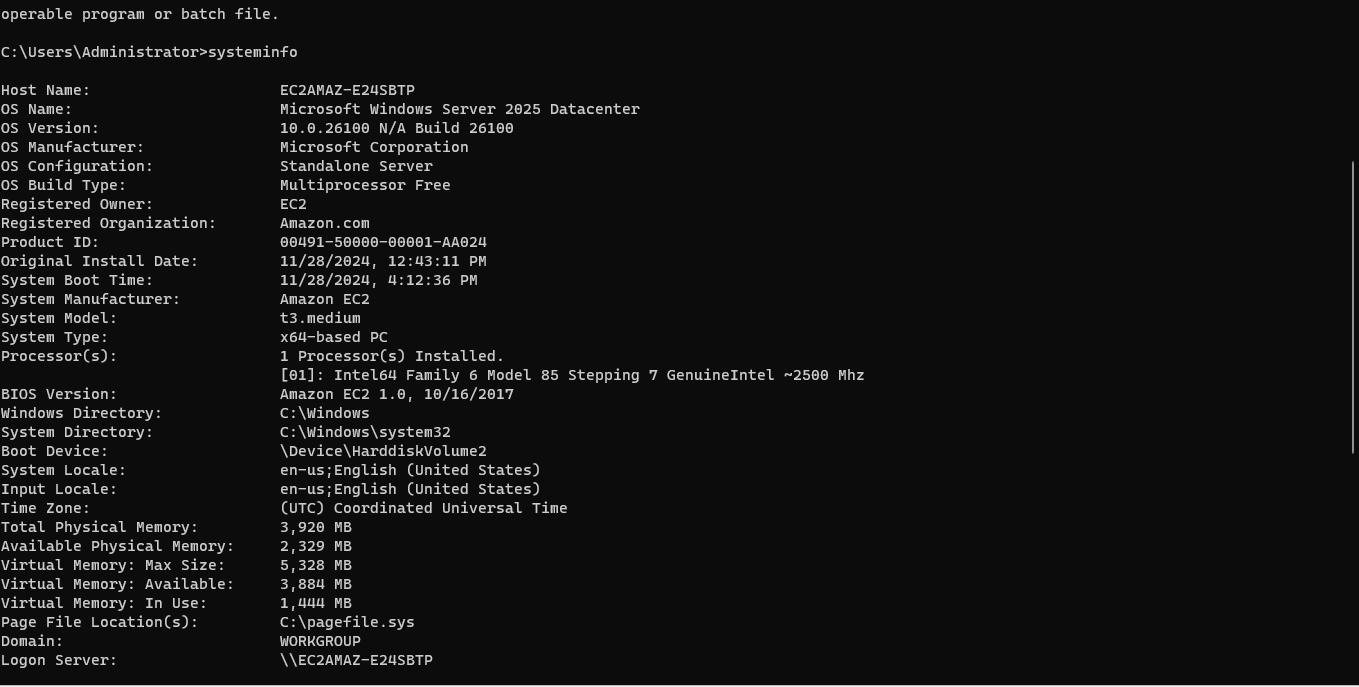 operable program or batch file.
C:\Users\Administrator>systeminfo
Host Name:                     EC2AMAZ-E24SBTP
OS Name:                       Microsoft Windows Server 2025 Datacenter
OS Version:                    10.0.26100 N/A Build 26100
OS Manufacturer:               Microsoft Corporation
OS Configuration:              Standalone Server
OS Build Type:                 Multiprocessor Free
Registered Owner:              EC2
Registered Organization:       Amazon.com
Product ID:                    00491-50000-00001-AA024
Original Install Date:         11/28/2024, 12:43:11 PM
System Boot Time:              11/28/2024, 4:12:36 PM
System Manufacturer:           Amazon EC2
System Model:                  t3.medium
System Type:                   x64-based PC
Processor(s):                  1 Processor(s) Installed.
                               [01]: Intel64 Family 6 Model 85 Stepping 7 GenuineIntel ~2500 Mhz
BIOS Version:                  Amazon EC2 1.0, 10/16/2017
Windows Directory:             C:\Windows
System Directory:              C:\Windows\system32
Boot Device:                   \Device\HarddiskVolume2
System Locale:                 en-us;English (United States)
Input Locale:                  en-us;English (United States)
Time Zone:                     (UTC) Coordinated Universal Time
Total Physical Memory:         3,920 MB
Available Physical Memory:     2,329 MB
Virtual Memory: Max Size:      5,328 MB
Virtual Memory: Available:     3,884 MB
Virtual Memory: In Use:        1,444 MB
Page File Location(s):         C:\pagefile.sys
Domain:                        WORKGROUP
Logon Server:                  \\EC2AMAZ-E24SBTP